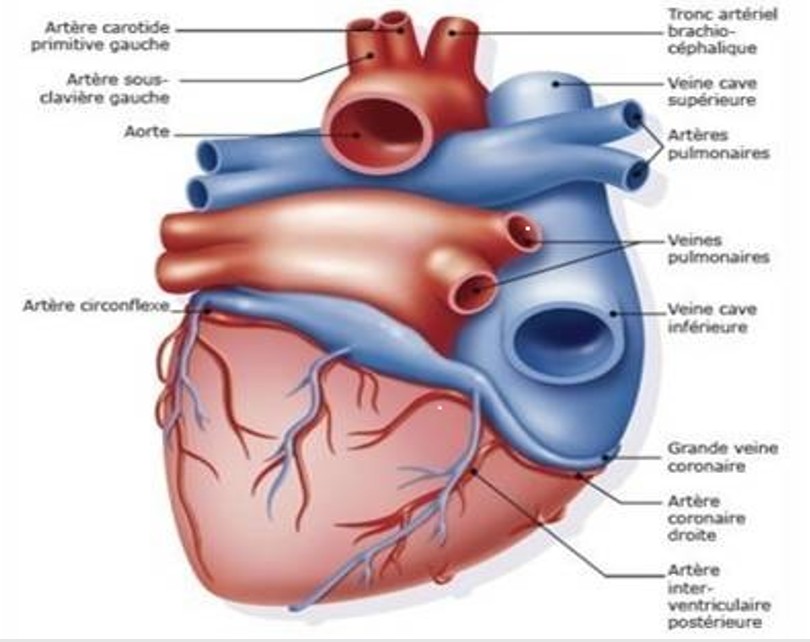 Artère carotide
primitive gauche
Artère sous-
clavière gauche
Aorte
Artère circonflexe
Tronc artériel
brachio-
céphalique
Veine cave
supérieure
Artères
pulmonaires
Veines
pulmonaires
Veine cave
inférieure
Grande veine
coronaire
Artère
coronaire
droite
Artère
inter-
ventriculaire
postérieure